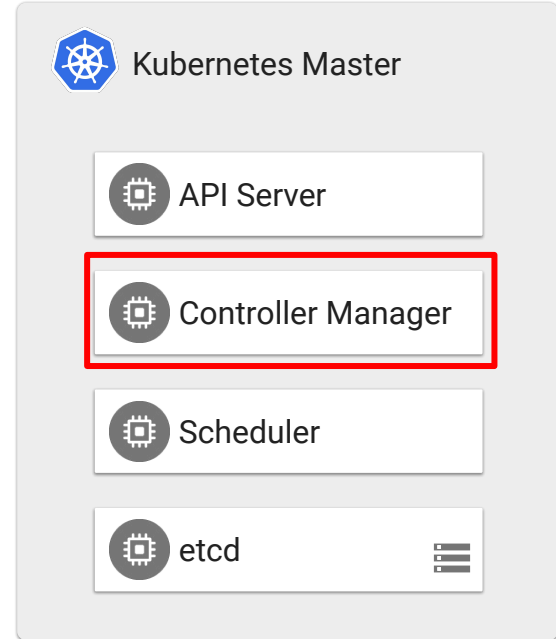 Kubernetes Master
API Server
Controller Manager
Scheduler
etcd